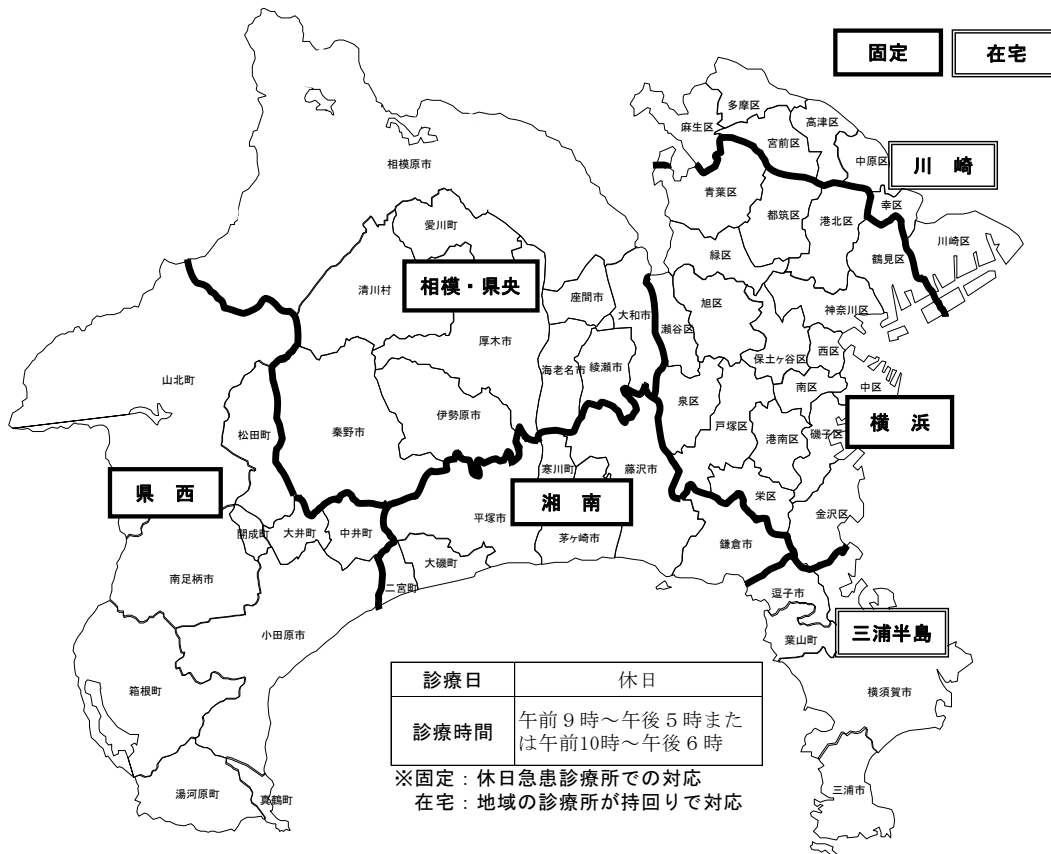 固定
在宅
多摩区
高津区
麻生区
宮前区
中原区
川　崎
相模原市
青葉区
幸区
都筑区
港北区
川崎区
愛川町
鶴見区
緑区
清川村
相模・県央
座間市
旭区
大和市
神奈川区
瀬谷区
厚木市
保土ヶ谷区
西区
海老名市
綾瀬市
山北町
南区
中区
泉区
伊勢原市
横　浜
戸塚区
秦野市
松田町
港南区
磯子区
寒川町
藤沢市
県　西
湘　南
栄区
金沢区
平塚市
開成町
大井町
中井町
茅ヶ崎市
鎌倉市
大磯町
南足柄市
二宮町
逗子市
小田原市
葉山町
三浦半島
箱根町
横須賀市
診療日
休日
診療時間
午前９時～午後５時また
は午前10時～午後６時
※固定：休日急患診療所での対応
在宅：地域の診療所が持回りで対応
湯河原町
真鶴町
三浦市